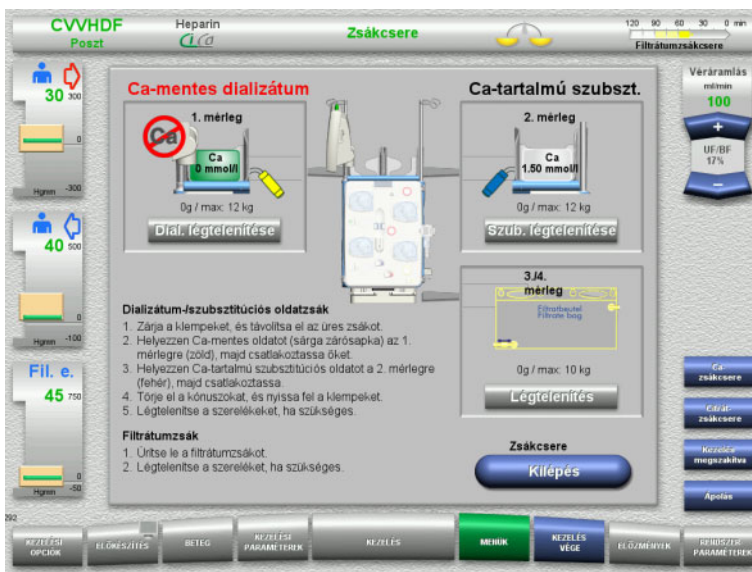 CVVHDF
Poszt
Heparin
CiCa
Zsákcsere
120 90 60 30 0 min
Filtrátumzsákcsere
30 300
0
Hgmm -300
40 500
0
Hgmm -100
Fil. e.
45 750
0
Hgmm -50
Ca-mentes dializátum
1. mérleg
Ca
Ca
0 mmol/l
0g / max: 12 kg
Dial. légtelenítése
Ca-tartalmú szubszt.
2. mérleg
Ca
1.50 mmol/l
0g / max: 12 kg
Szub. légtelenítése
3./4.
mérleg
Filtratbeutel
Filtrate bag
0g / max: 10 kg
Légtelenítés
Dializátum-/szubsztitúciós oldatzsák
1. Zárja a klempeket, és távolítsa el az üres zsákot.
2. Helyezzen Ca-mentes oldatot (sárga zárósapka) az 1.
mérlegre (zöld), majd csatlakoztassa őket.
3. Helyezzen Ca-tartalmú szubsztitúciós oldatot a 2. mérlegre
(fehér), majd csatlakoztassa.
4. Törje el a kónuszokat, és nyissa fel a klempeket.
5. Légtelenítse a szerelékeket, ha szükséges.
Filtrátumzsák
1. Ürítse le a filtrátumzsákot.
2. Légtelenítse a szereléket, ha szükséges.
Zsákcsere
Kilépés
Véráramlás
ml/min
100
+
UF/BF
17%
−
Ca-
zsákcsere
Citrát-
zsákcsere
Kezelés
megszakítva
Ápolás
292
KEZELÉSI
OPCIÓK
ELŐKÉSZÍTÉS
BETEG
KEZELÉSI
PARAMÉTEREK
KEZELÉS
MENÜK
KEZELÉS
VÉGE
ELŐZMÉNYEK
RENDSZER
PARAMÉTEREK